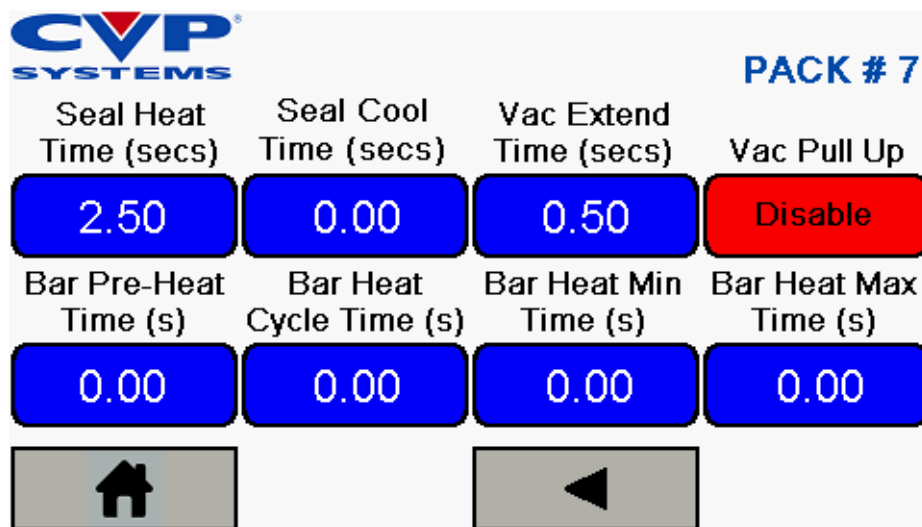 CVP®
SYSTEMS
PACK # 7
Seal Heat
Time (secs)
Seal Cool
Time (secs)
Vac Extend
Time (secs)
Vac Pull Up
2.50
0.00
0.50
Disable
Bar Pre-Heat
Time (s)
Bar Heat
Cycle Time (s)
Bar Heat Min
Time (s)
Bar Heat Max
Time (s)
0.00
0.00
0.00
0.00